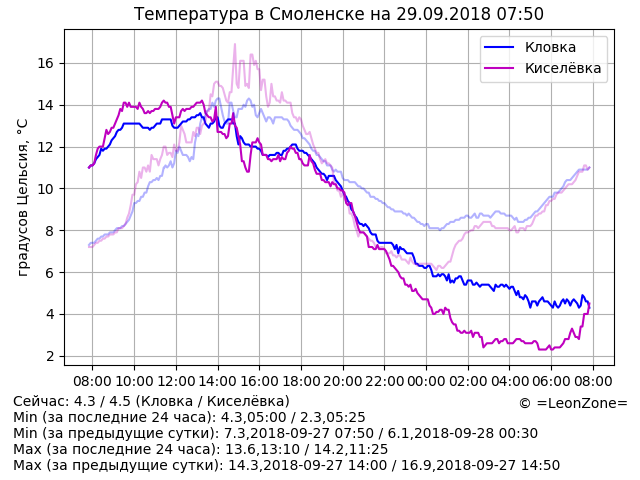 Температура в Смоленске на 29.09.2018 07:50
Кловка
Киселёвка
градусов Цельсия, °C
16
14
12
10
8
6
4
2
08:00 10:00 12:00 14:00 16:00 18:00 20:00 22:00 00:00 02:00 04:00 06:00 08:00
Сейчас: 4.3 / 4.5 (Кловка / Киселёвка)
© =LeonZone=
Min (за последние 24 часа): 4.3,05:00 / 2.3,05:25
Min (за предыдущие сутки): 7.3,2018-09-27 07:50 / 6.1,2018-09-28 00:30
Max (за последние 24 часа): 13.6,13:10 / 14.2,11:25
Max (за предыдущие сутки): 14.3,2018-09-27 14:00 / 16.9,2018-09-27 14:50